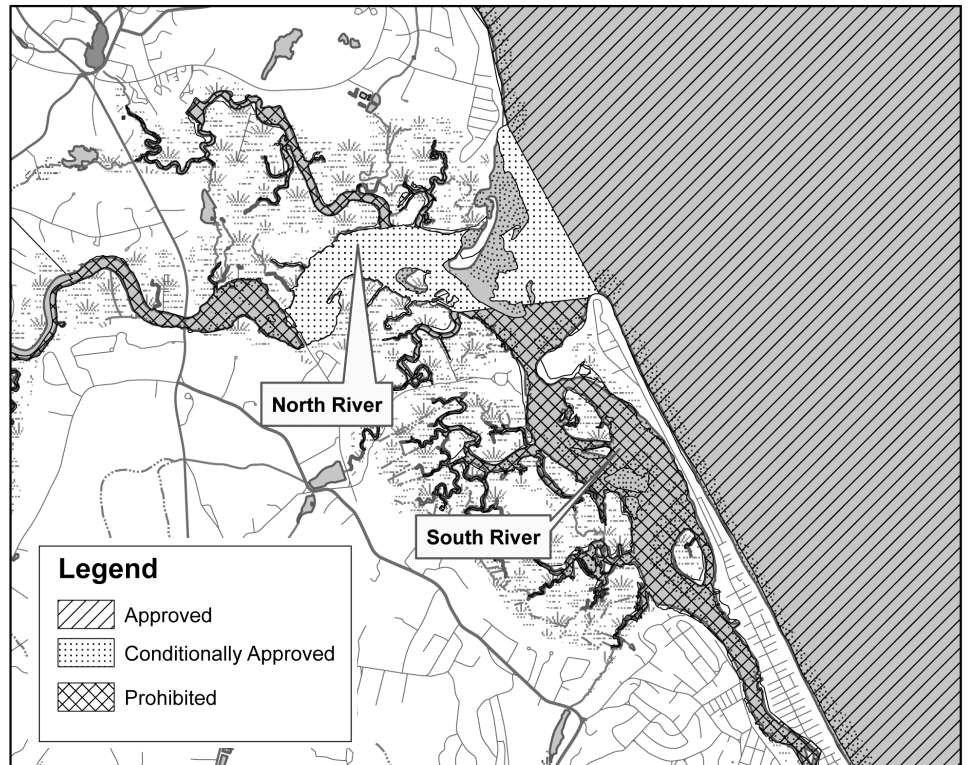 North River
South River
Legend
Approved
Conditionally Approved
Prohibited